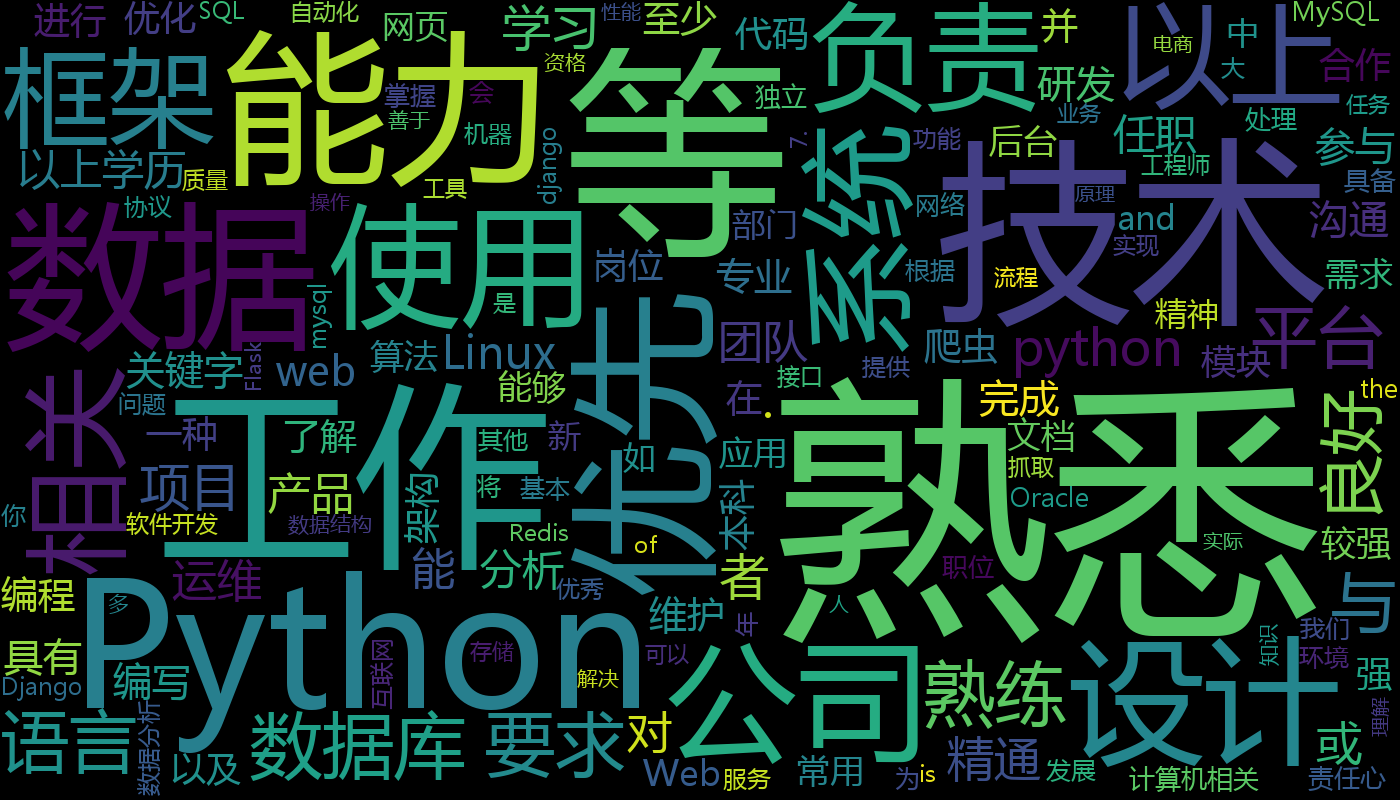 进行
优化
SQL
自动化
网页
学习
性能
至少
代码
负责
并
电商
中
以上
MySQL
框架
能力
资格
等
独立
研发
大
合作
掌握
会
善于
机器
业务
处理
任务
以上学历
质量
工具
django
系统
7.
功能
后台
任职
工程师
参与
具备
协议
操作
数据
使用
部门
网络
技术
原理
and
实现
沟通
岗位
专业
根据
流程
需求
mysql
是
优先
团队
提供
爬虫
python
精神
模块
平台
关键字
Flask
web
算法
Linux
能够
在
接口
.
完成
the
相关
问题
一种
工作
了解
其他
新
如
应用
熟悉
文档
抓取
良好
项目
产品
架构
将
基本
本科
Oracle
你
软件开发
数据结构
Redis
of
实际
较强
运维
能
分析
优秀
者
职位
与
编程
Python
多
维护
年
人
具有
互联网
存储
可以
公司
熟练
设计
知识
我们
环境
Django
编写
解决
强
语言
数据分析
以及
数据库
要求
对
Web
服务
常用
为
is
精通
发展
计算机相关
或
理解
责任心